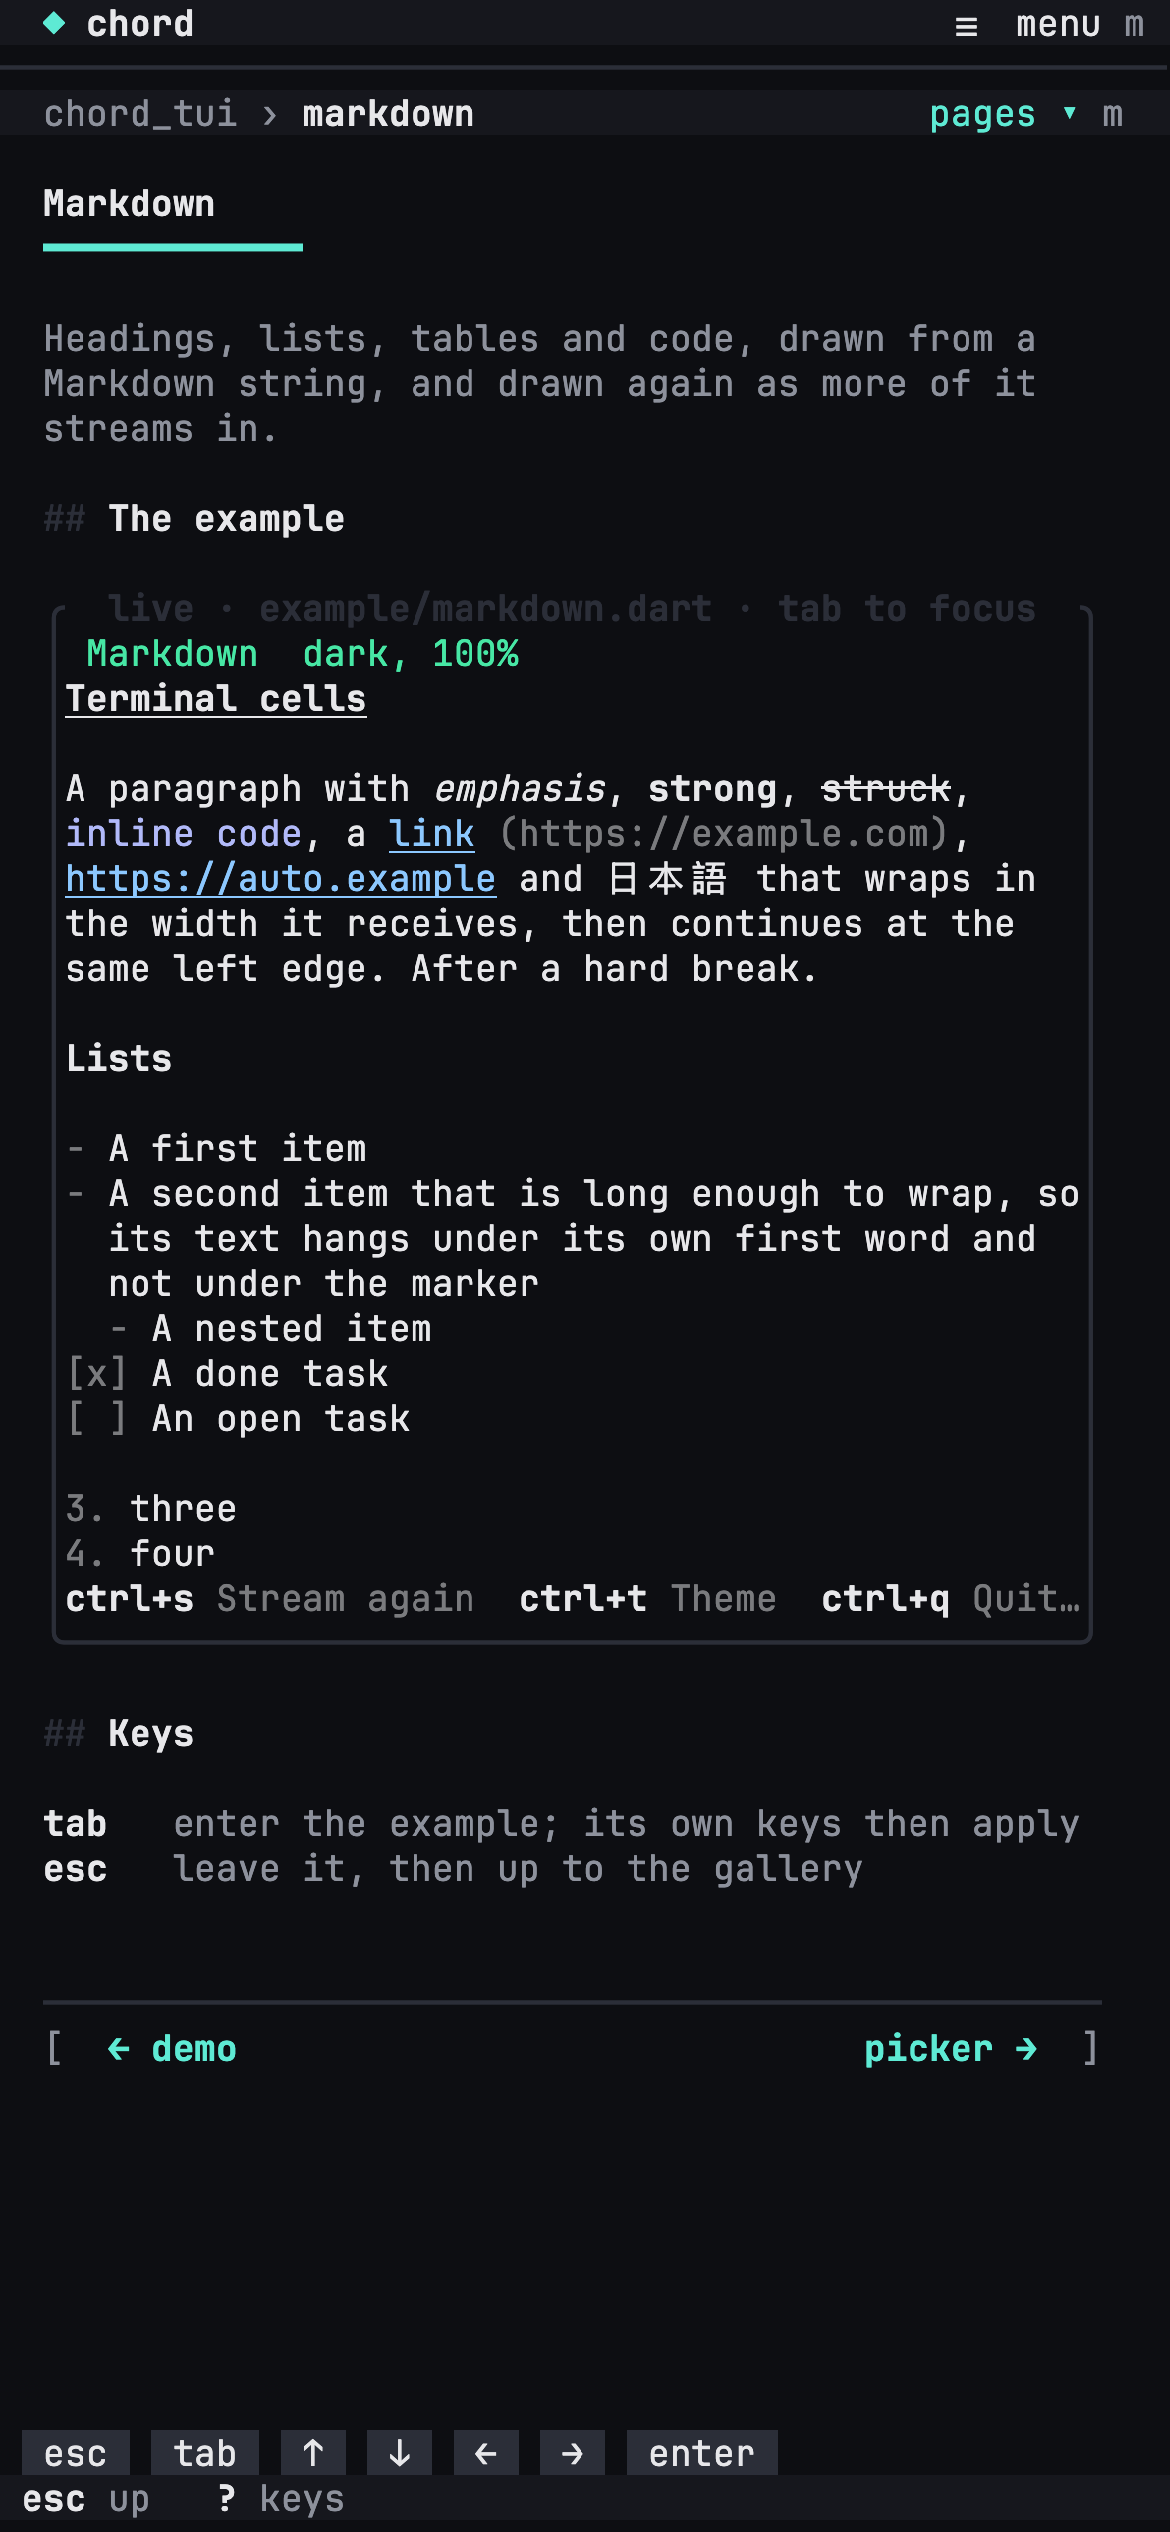 ◆ chord ≡ menu m
chord_tui › markdown pages ▾ m
Markdown
Headings, lists, tables and code, drawn from a
Markdown string, and drawn again as more of it
streams in.
## The example
live · example/markdown.dart · tab to focus
Markdown dark, 100%
Terminal cells
A paragraph with emphasis, strong, struck,
inline code, a link (https://example.com),
https://auto.example and 日本語 that wraps in
the width it receives, then continues at the
same left edge. After a hard break.
Lists
- A first item
- A second item that is long enough to wrap, so
its text hangs under its own first word and
not under the marker
- A nested item
[x] A done task
[ ] An open task
3. three
4. four
ctrl+s Stream again ctrl+t Theme ctrl+q Quit…
## Keys
tab enter the example; its own keys then apply
esc leave it, then up to the gallery
[ ← demo picker → ]
esc tab ↑ ↓ ← → enter
esc up ? keys